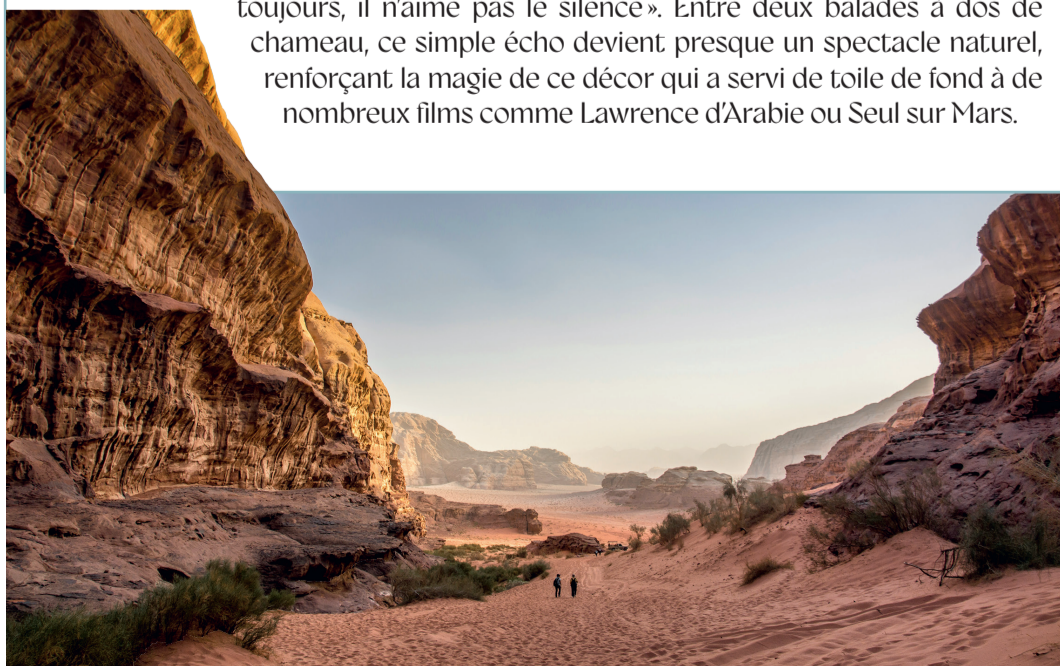 toujours, il n'aime pas le silence». Entre deux balades à dos de
chameau, ce simple écho devient presque un spectacle naturel,
renforçant la magie de ce décor qui a servi de toile de fond à de
nombreux films comme Lawrence d'Arabie ou Seul sur Mars.